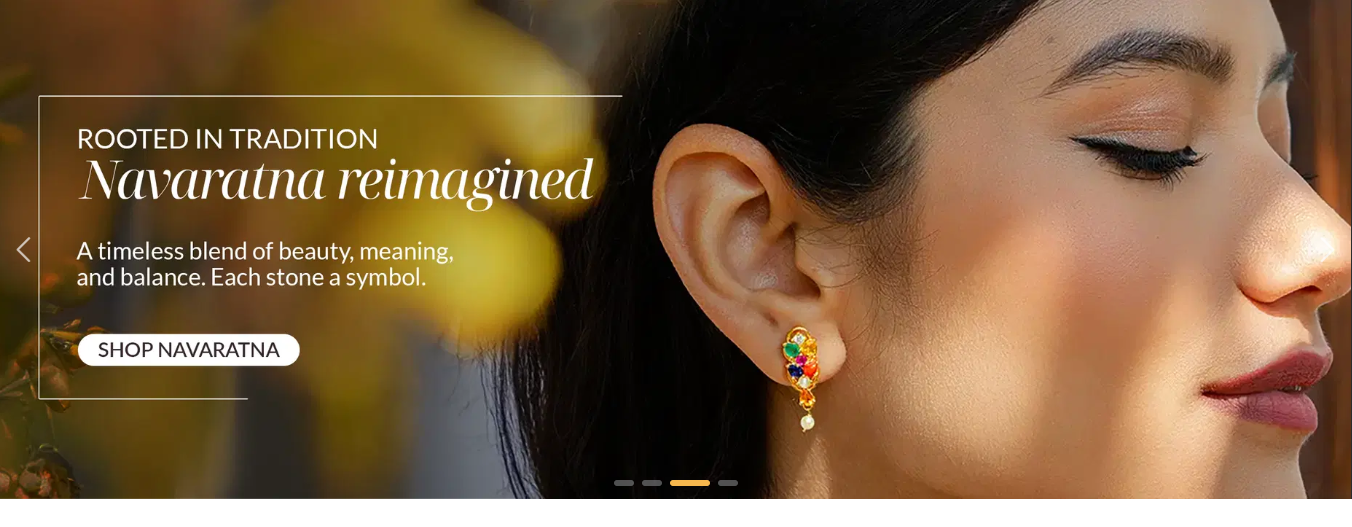 ROOTED IN TRADITION
Navaratna reimagined
A timeless blend of beauty, meaning,
and balance. Each stone a symbol.
SHOP NAVARATNA